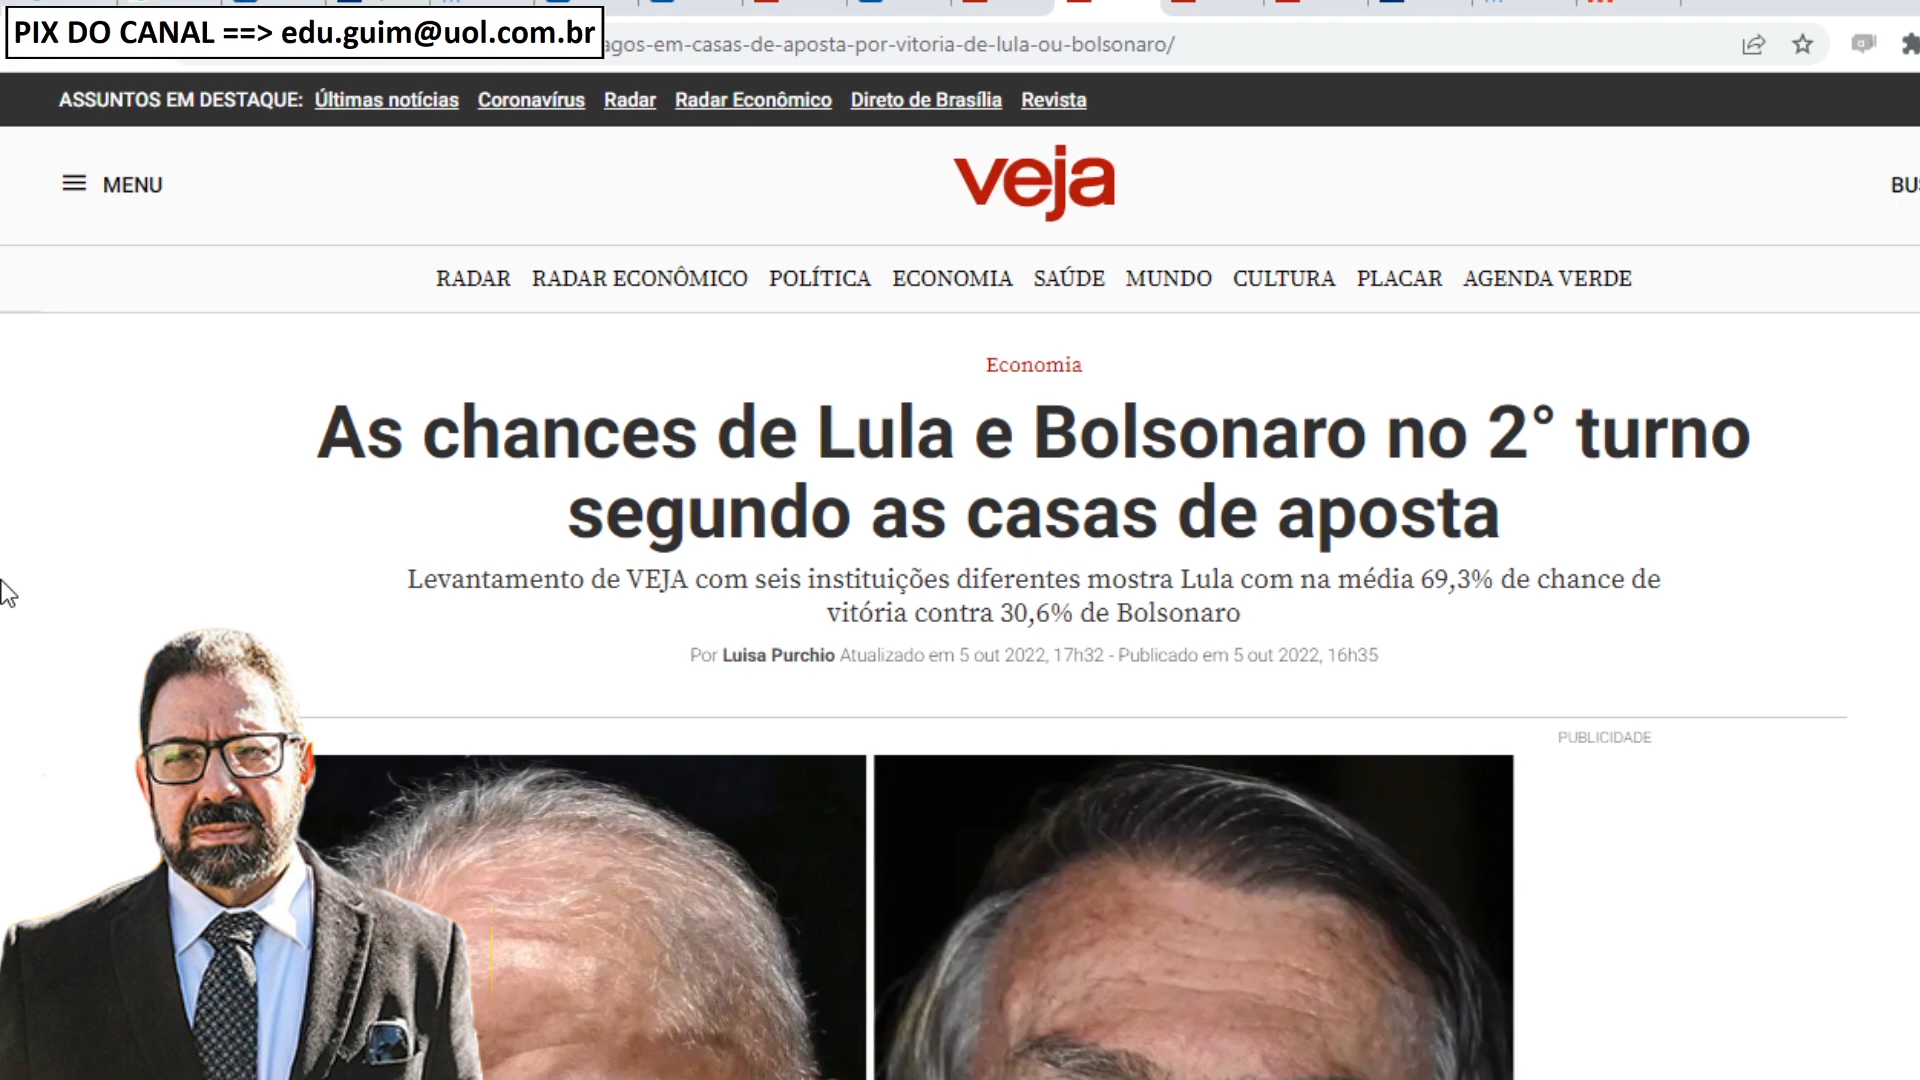 PIX DO CANAL ==> edu.guim@uol.com.br
agos-em-casas-de-aposta-por-vitoria-de-lula-ou-bolsonaro/
ASSUNTOS EM DESTAQUE: Últimas notícias Coronavírus Radar Radar Econômico Direto de Brasília Revista
MENU
veja
BUS
RADAR RADAR ECONÔMICO POLÍTICA ECONOMIA SAÚDE MUNDO CULTURA PLACAR AGENDA VERDE
Economia
As chances de Lula e Bolsonaro no 2° turno
segundo as casas de aposta
Levantamento de VEJA com seis instituições diferentes mostra Lula com na média 69,3% de chance de
vitória contra 30,6% de Bolsonaro
Por Luisa Purchio Atualizado em 5 out 2022, 17h32 - Publicado em 5 out 2022, 16h35
PUBLICIDADE